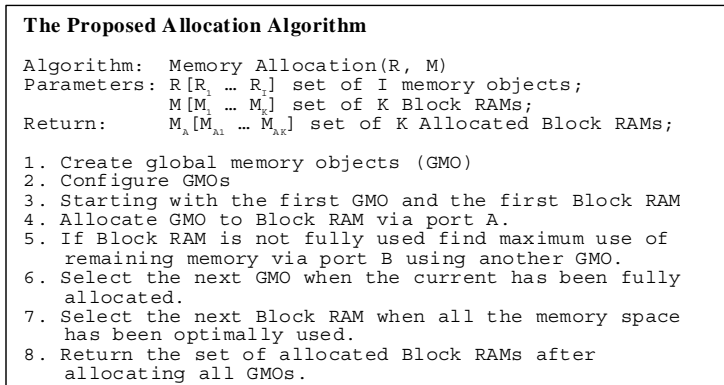 The Proposed Allocation Algorithm
Algorithm: Memory Allocation(R, M)
Parameters: R[R₁ … R_I] set of I memory objects;
M[M₁ … M_K] set of K Block RAMs;
Return: M_A[M_A1 … M_AK] set of K Allocated Block RAMs;
1. Create global memory objects (GMO)
2. Configure GMOs
3. Starting with the first GMO and the first Block RAM
4. Allocate GMO to Block RAM via port A.
5. If Block RAM is not fully used find maximum use of
remaining memory via port B using another GMO.
6. Select the next GMO when the current has been fully
allocated.
7. Select the next Block RAM when all the memory space
has been optimally used.
8. Return the set of allocated Block RAMs after
allocating all GMOs.